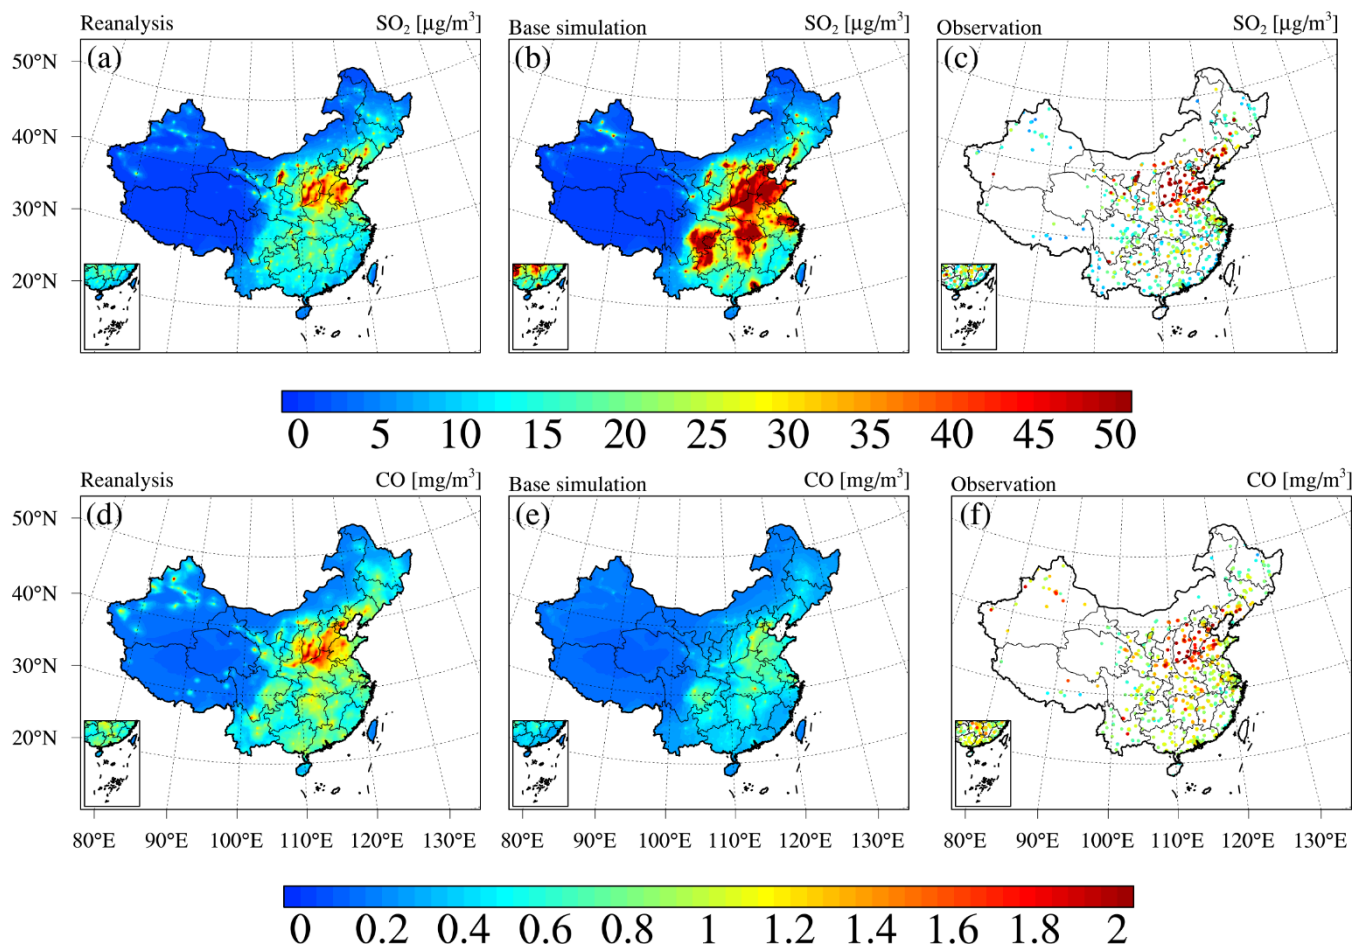 Reanalysis SO₂ [µg/m³] Base simulation SO₂ [µg/m³] Observation SO₂ [µg/m³]
(a) (b) (c)
50°N
40°N
30°N
20°N
0 5 10 15 20 25 30 35 40 45 50
Reanalysis CO [mg/m³] Base simulation CO [mg/m³] Observation CO [mg/m³]
(d) (e) (f)
50°N
40°N
30°N
20°N
80°E 90°E 100°E 110°E 120°E 130°E 80°E 90°E 100°E 110°E 120°E 130°E 80°E 90°E 100°E 110°E 120°E 130°E
0 0.2 0.4 0.6 0.8 1 1.2 1.4 1.6 1.8 2